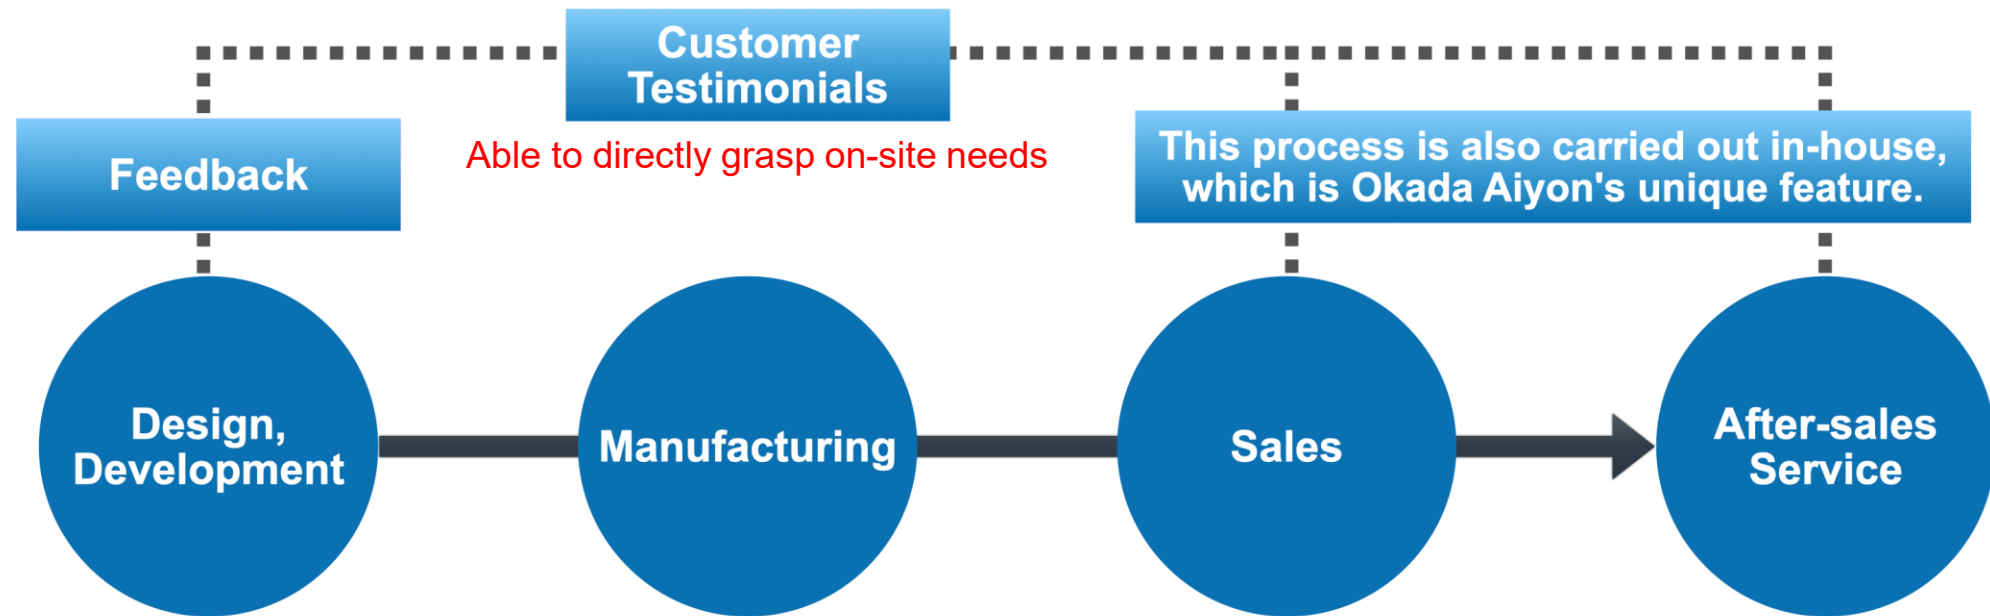 Customer
Testimonials
Able to directly grasp on-site needs
Feedback
This process is also carried out in-house,
which is Okada Aiyon's unique feature.
Design,
Development
Manufacturing
Sales
After-sales
Service